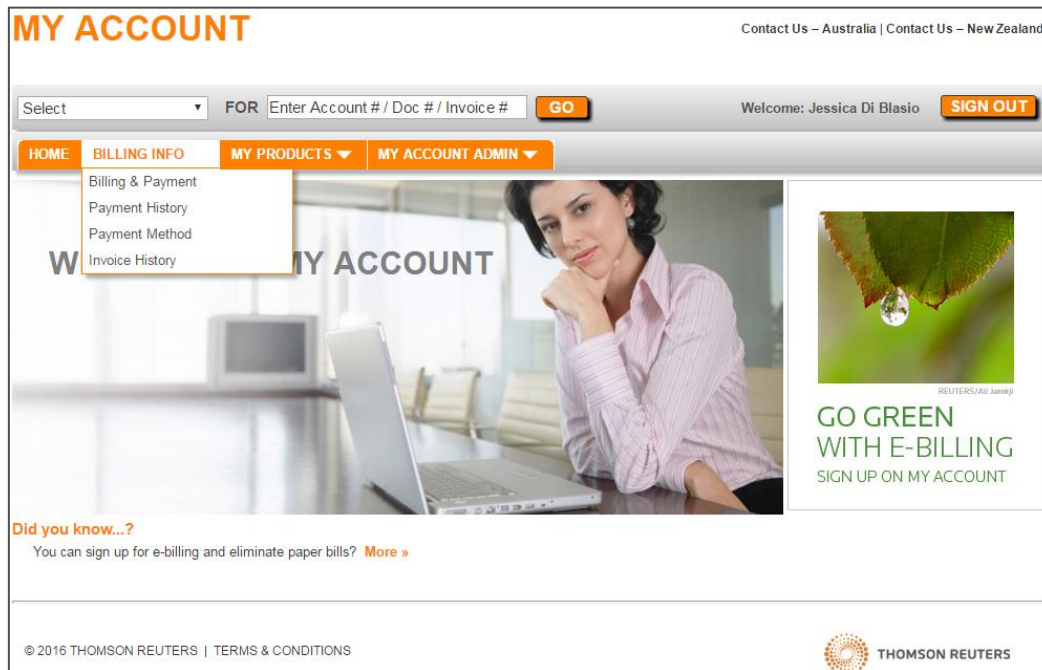 MY ACCOUNT
Contact Us – Australia | Contact Us – New Zealand
Select FOR Enter Account # / Doc # / Invoice # GO
Welcome: Jessica Di Blasio SIGN OUT
HOME BILLING INFO MY PRODUCTS MY ACCOUNT ADMIN
Billing & Payment
Payment History
Payment Method
Invoice History
ACCOUNT
REUTERS/Ali Jarekji
GO GREEN
WITH E-BILLING
SIGN UP ON MY ACCOUNT
Did you know...?
You can sign up for e-billing and eliminate paper bills? More »
© 2016 THOMSON REUTERS | TERMS & CONDITIONS
THOMSON REUTERS